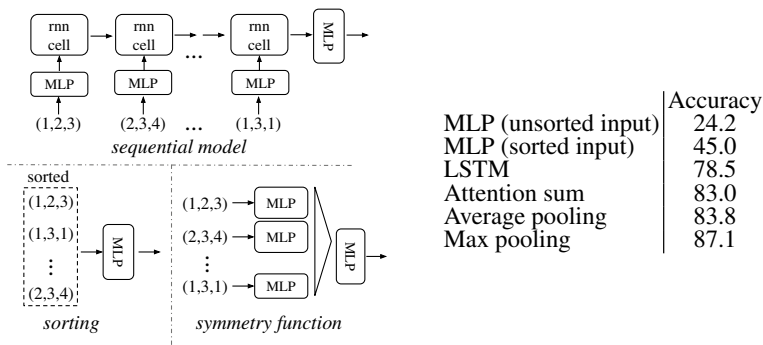 rnn cell
rnn cell
rnn cell
MLP
...
MLP
MLP
MLP
(1,2,3)
(2,3,4)
...
(1,3,1)
sequential model
sorted
(1,2,3)
(1,3,1)
...
(2,3,4)
MLP
sorting
(1,2,3)
MLP
(2,3,4)
MLP
...
(1,3,1)
MLP
MLP
symmetry function
Accuracy
MLP (unsorted input) 24.2
MLP (sorted input) 45.0
LSTM 78.5
Attention sum 83.0
Average pooling 83.8
Max pooling 87.1